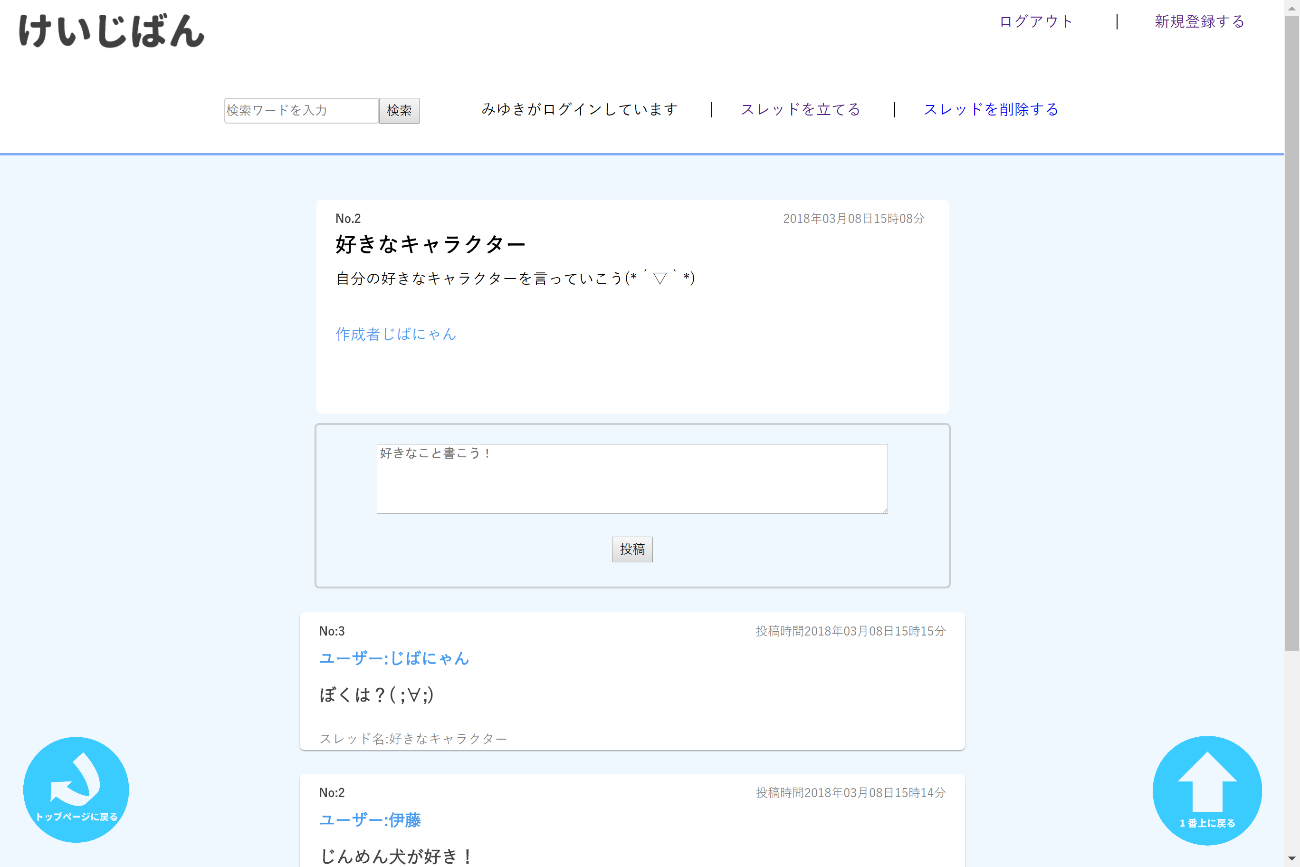 けいじばん
ログアウト | 新規登録する
検索ワードを入力 検索 みゆきがログインしています | スレッドを立てる | スレッドを削除する
No.2 2018年03月08日15時08分
好きなキャラクター
自分の好きなキャラクターを言っていこう(*´▽｀*)
作成者じばにゃん
好きなこと書こう！
投稿
No:3 投稿時間2018年03月08日15時15分
ユーザー:じばにゃん
ぼくは？( ;∀;)
スレッド名:好きなキャラクター
No:2 投稿時間2018年03月08日15時14分
ユーザー:伊藤
じんめん犬が好き！
トップページに戻る
１番上に戻る